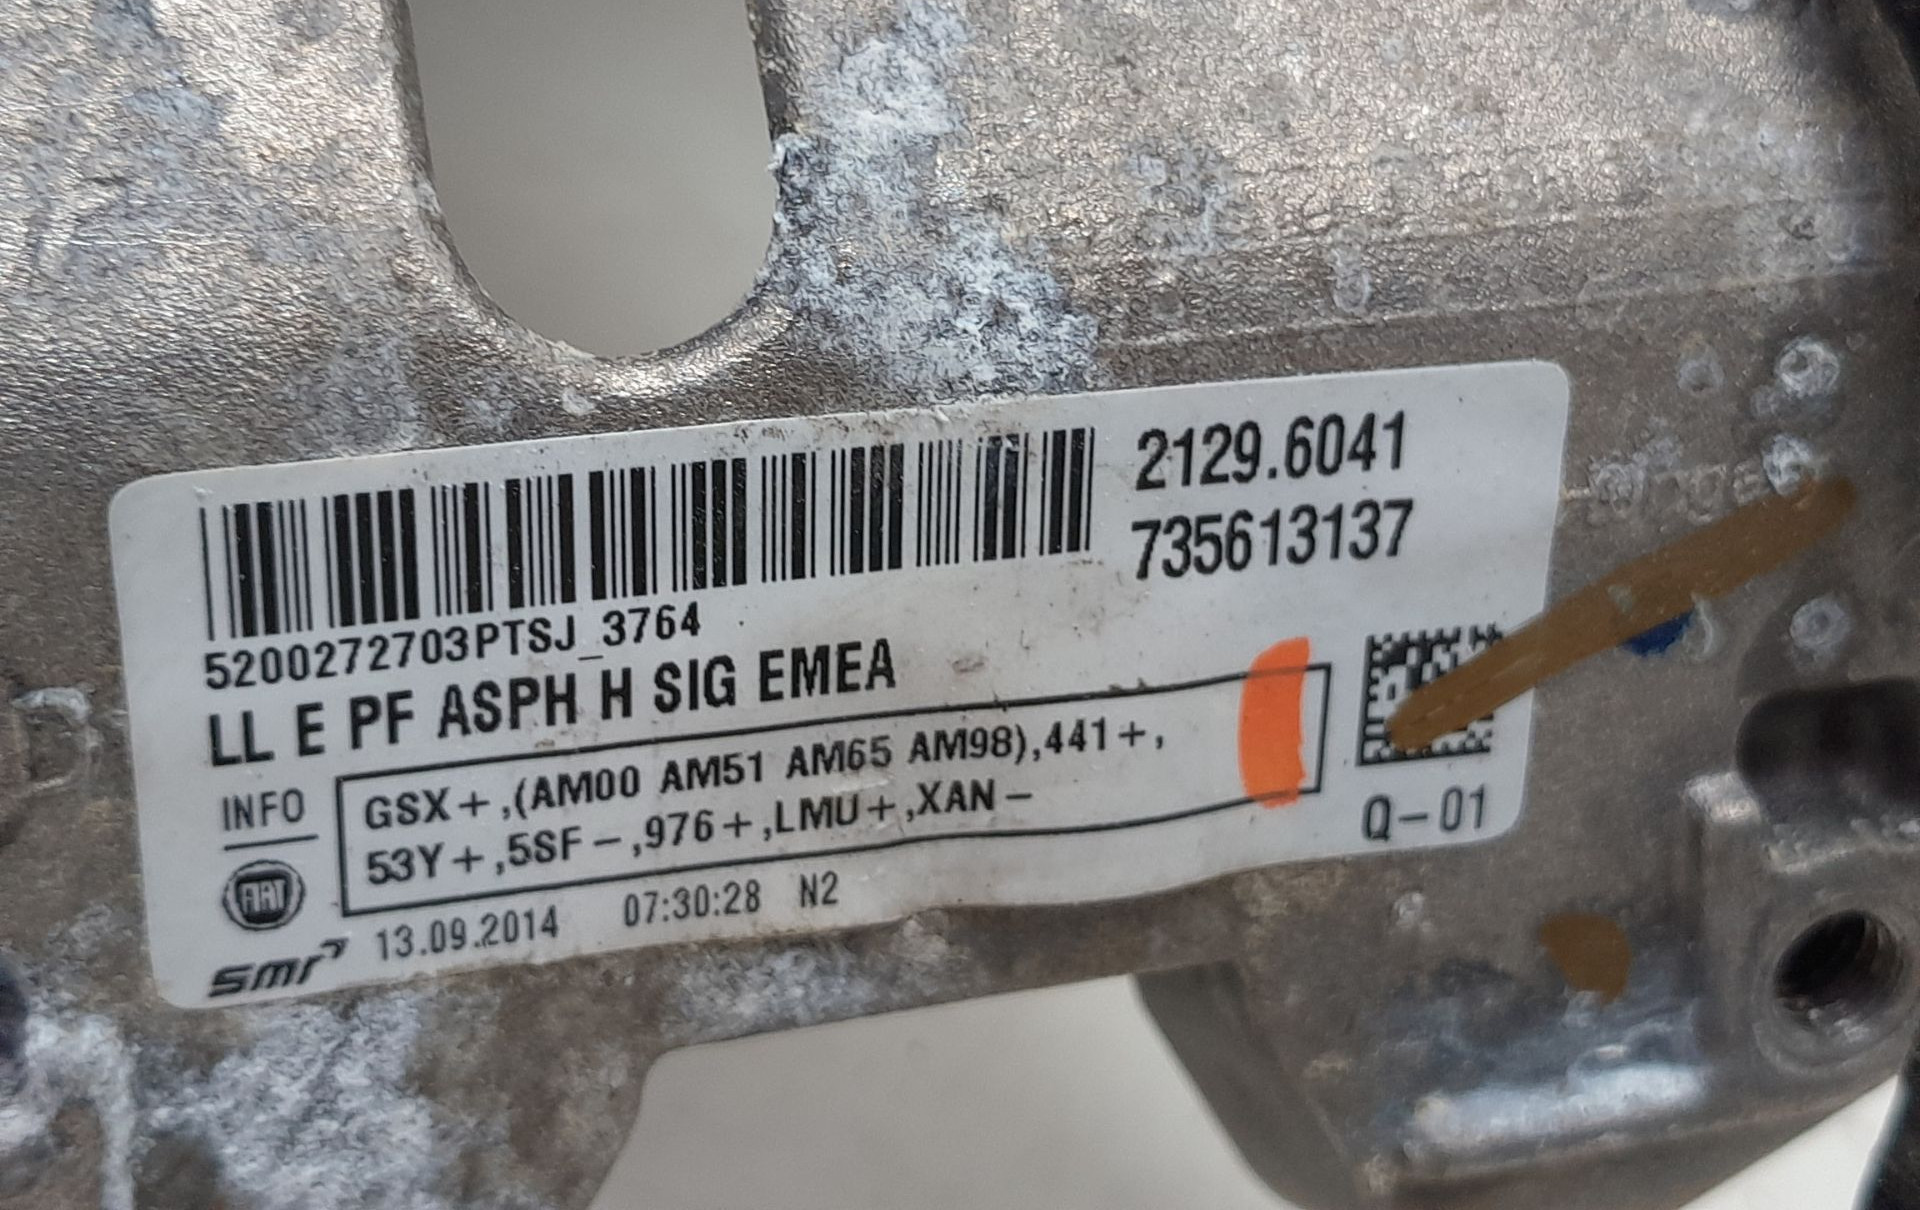 2129.6041
735613137
5200272703PTSJ_3764
LL E PF ASPH H SIG EMEA
INFO
GSX+,(AM00 AM51 AM65 AM98),441+,
53Y+,5SF-,976+,LMU+,XAN-
Q-01
FIAT
smr
13.09.2014 07:30:28 N2